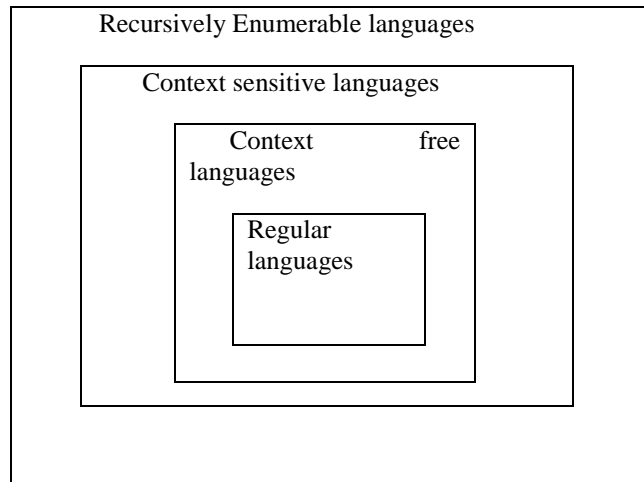 Recursively Enumerable languages
Context sensitive languages
Context free
languages
Regular
languages